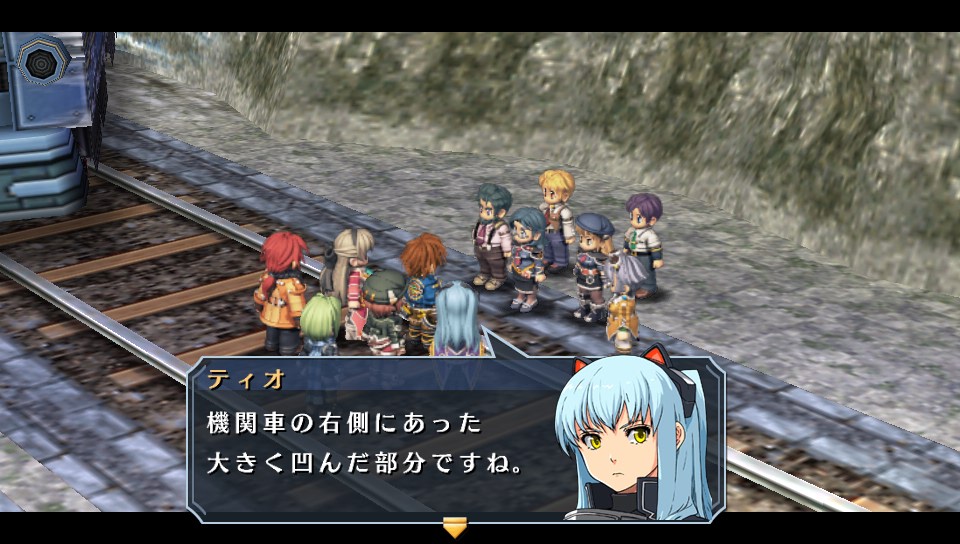 ティオ
機関車の右側にあった
大きく凹んだ部分ですね。